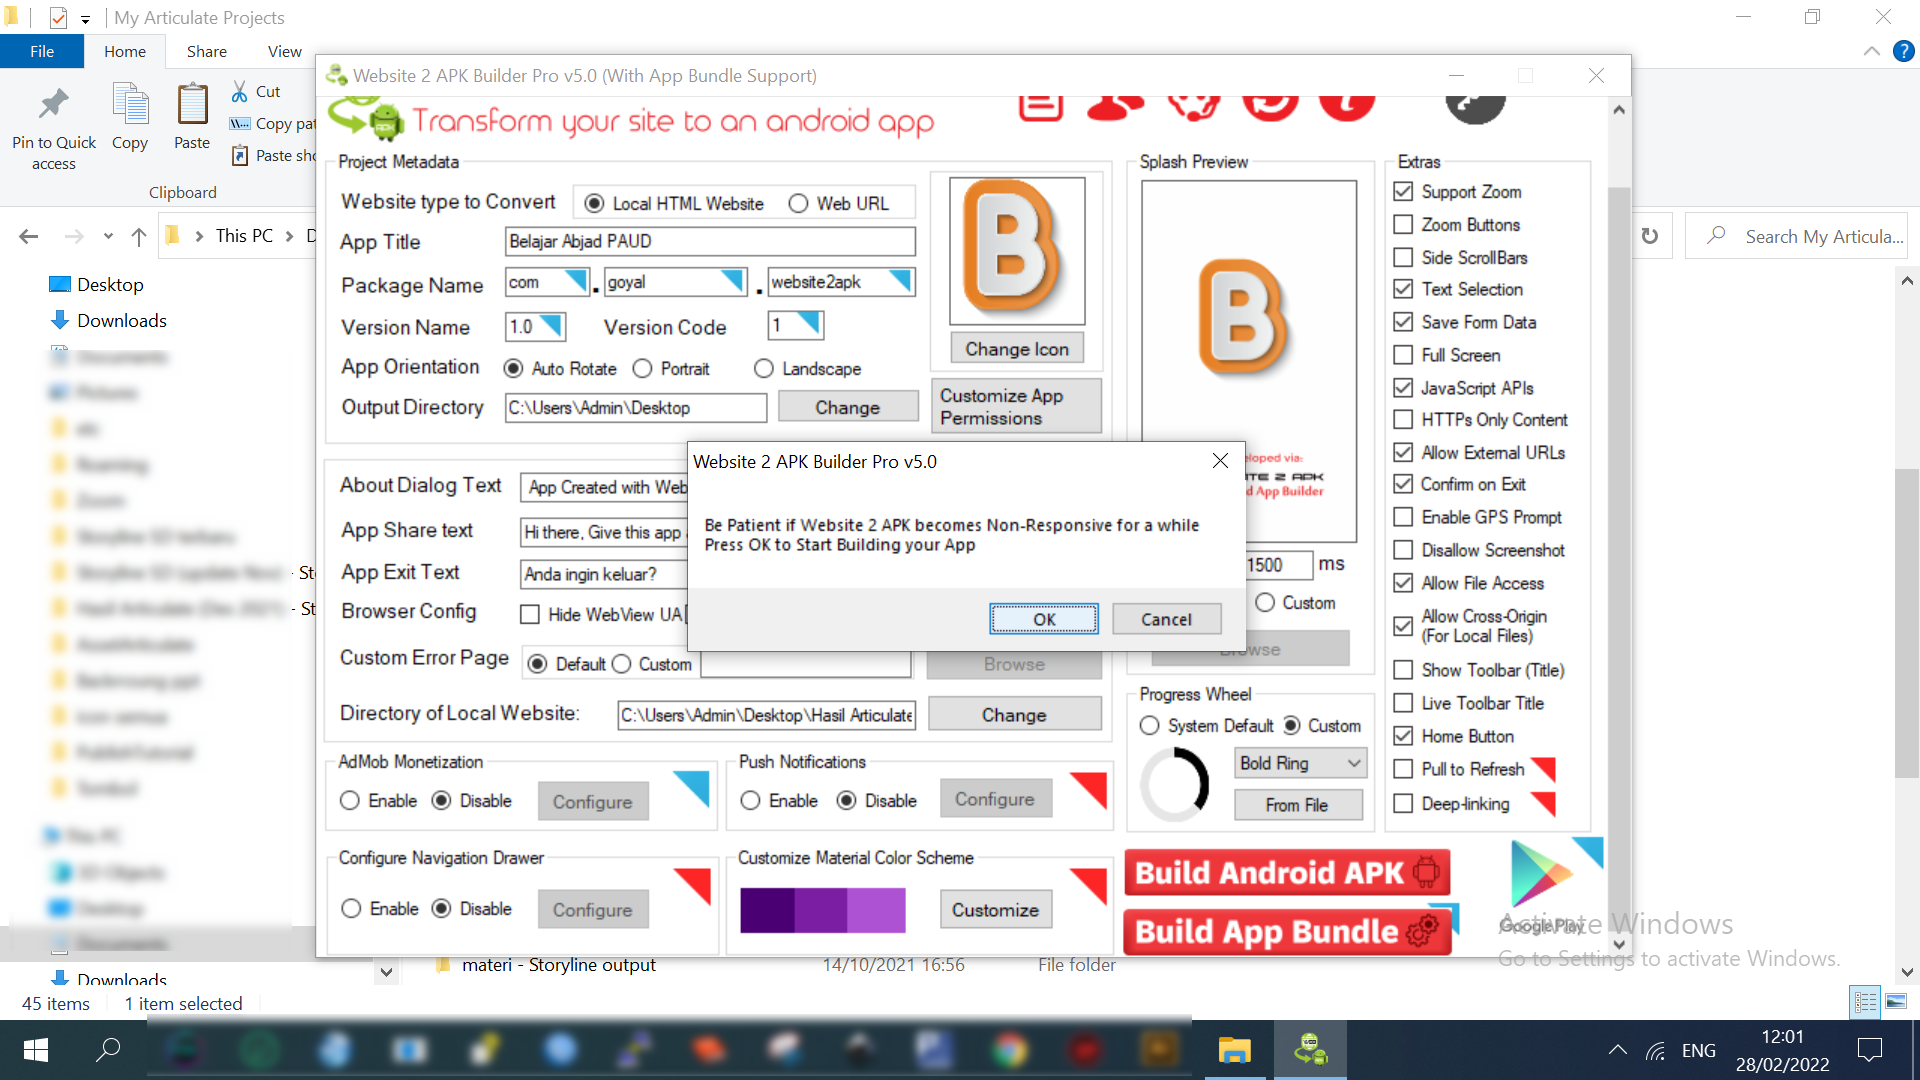 My Articulate Projects
File
Home
Share
View
Pin to Quick access
Copy
Paste
Cut
Copy pat
Paste sho
Clipboard
This PC
D
Search My Articula...
Desktop
Downloads
St
St
Downloads
materi - Storyline output
14/10/2021 16:56
File folder
45 items
1 item selected
Website 2 APK Builder Pro v5.0 (With App Bundle Support)
Transform your site to an android app
Project Metadata
Website type to Convert
Local HTML Website
Web URL
App Title
Belajar Abjad PAUD
Package Name
com . goyal . website2apk
Version Name
1.0
Version Code
1
App Orientation
Auto Rotate
Portrait
Landscape
Output Directory
C:\Users\Admin\Desktop
Change
B
Change Icon
Customize App Permissions
About Dialog Text
App Created with Web
App Share text
Hi there, Give this app
App Exit Text
Anda ingin keluar?
Browser Config
Hide WebView UA
Custom Error Page
Default
Custom
Browse
Directory of Local Website:
C:\Users\Admin\Desktop\Hasil Articulate
Change
AdMob Monetization
Enable
Disable
Configure
Push Notifications
Enable
Disable
Configure
Configure Navigation Drawer
Enable
Disable
Configure
Customize Material Color Scheme
Customize
Website 2 APK Builder Pro v5.0
Be Patient if Website 2 APK becomes Non-Responsive for a while
Press OK to Start Building your App
OK
Cancel
Splash Preview
B
eloped via:
ITE 2 APK
d App Builder
1500
ms
Custom
Browse
Progress Wheel
System Default
Custom
Bold Ring
From File
Build Android APK
Build App Bundle
Google Play
Extras
Support Zoom
Zoom Buttons
Side ScrollBars
Text Selection
Save Form Data
Full Screen
JavaScript APIs
HTTPs Only Content
Allow External URLs
Confirm on Exit
Enable GPS Prompt
Disallow Screenshot
Allow File Access
Allow Cross-Origin
(For Local Files)
Show Toolbar (Title)
Live Toolbar Title
Home Button
Pull to Refresh
Deep-linking
Activate Windows
Go to Settings to activate Windows.
ENG
12:01
28/02/2022